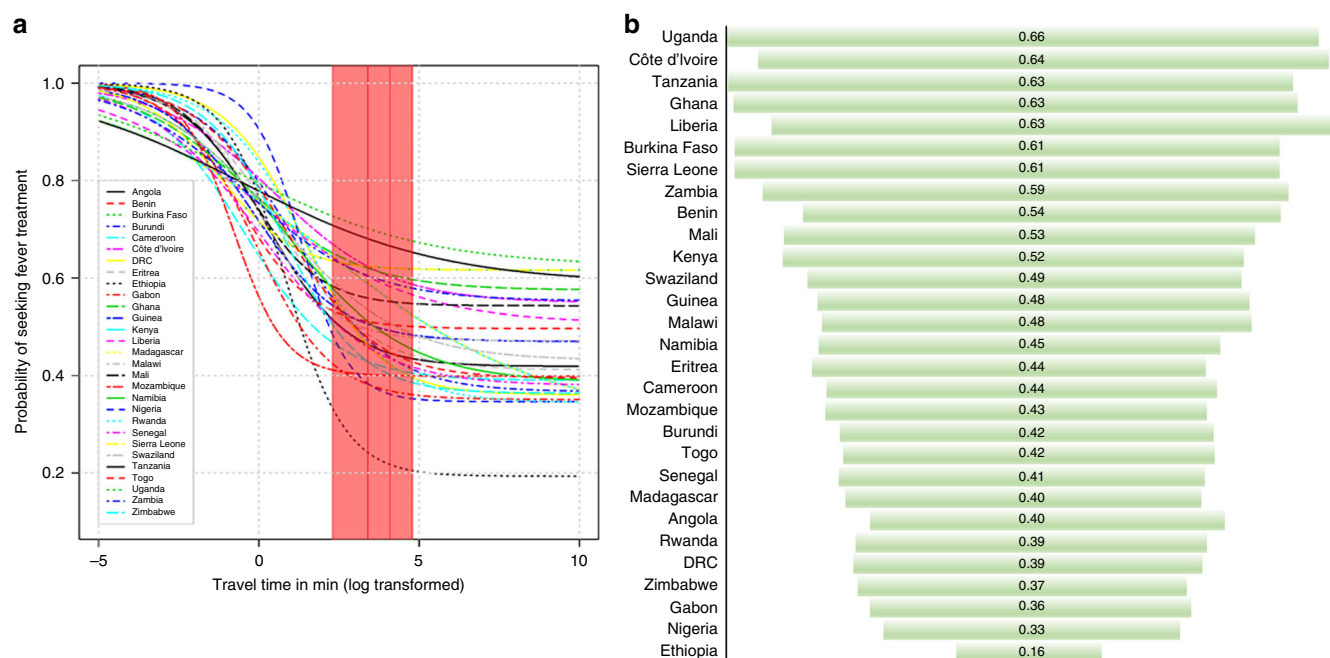 a
Probability of seeking fever treatment
1.0
0.8
0.6
0.4
0.2
Angola
Benin
Burkina Faso
Burundi
Cameroon
Côte d'Ivoire
DRC
Eritrea
Ethiopia
Gabon
Ghana
Guinea
Kenya
Liberia
Madagascar
Malawi
Mali
Mozambique
Namibia
Nigeria
Rwanda
Senegal
Sierra Leone
Swaziland
Tanzania
Togo
Uganda
Zambia
Zimbabwe
–5 0 5 10
Travel time in min (log transformed)
b
Uganda 0.66
Côte d'Ivoire 0.64
Tanzania 0.63
Ghana 0.63
Liberia 0.63
Burkina Faso 0.61
Sierra Leone 0.61
Zambia 0.59
Benin 0.54
Mali 0.53
Kenya 0.52
Swaziland 0.49
Guinea 0.48
Malawi 0.48
Namibia 0.45
Eritrea 0.44
Cameroon 0.44
Mozambique 0.43
Burundi 0.42
Togo 0.42
Senegal 0.41
Madagascar 0.40
Angola 0.40
Rwanda 0.39
DRC 0.39
Zimbabwe 0.37
Gabon 0.36
Nigeria 0.33
Ethiopia 0.16